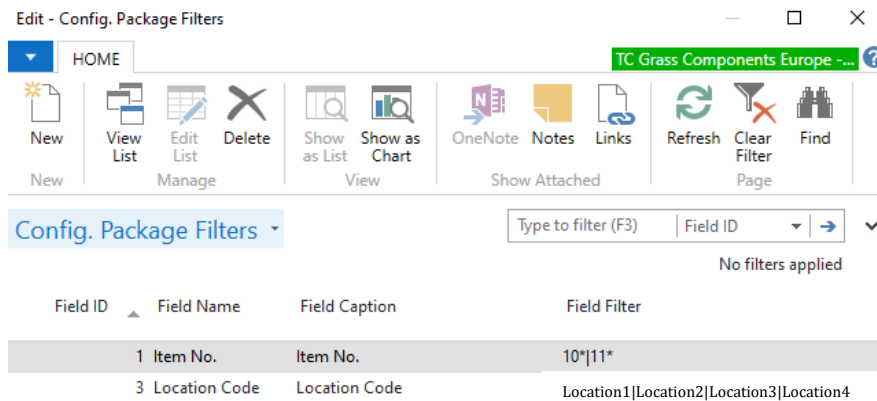 Edit - Config. Package Filters
HOME
TC Grass Components Europe -...
?
New
View List
Edit List
Delete
Show as List
Show as Chart
OneNote
Notes
Links
Refresh
Clear Filter
Find
New
Manage
View
Show Attached
Page
Config. Package Filters
Type to filter (F3)
Field ID
No filters applied
Field ID Field Name Field Caption Field Filter
1 Item No. Item No. 10*|11*
3 Location Code Location Code Location1|Location2|Location3|Location4